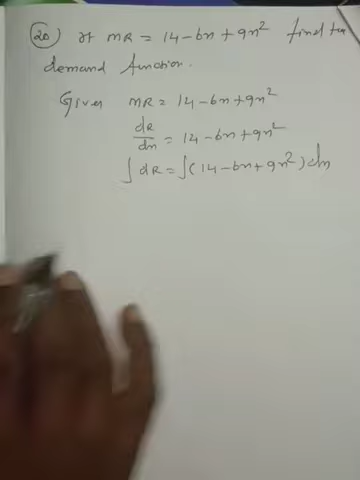 20) If MR = 14 - 6x + 9x² find the
demand function.
Given MR = 14 - 6x + 9x²
dR/dx = 14 - 6x + 9x²
∫ dR = ∫(14 - 6x + 9x²) dx